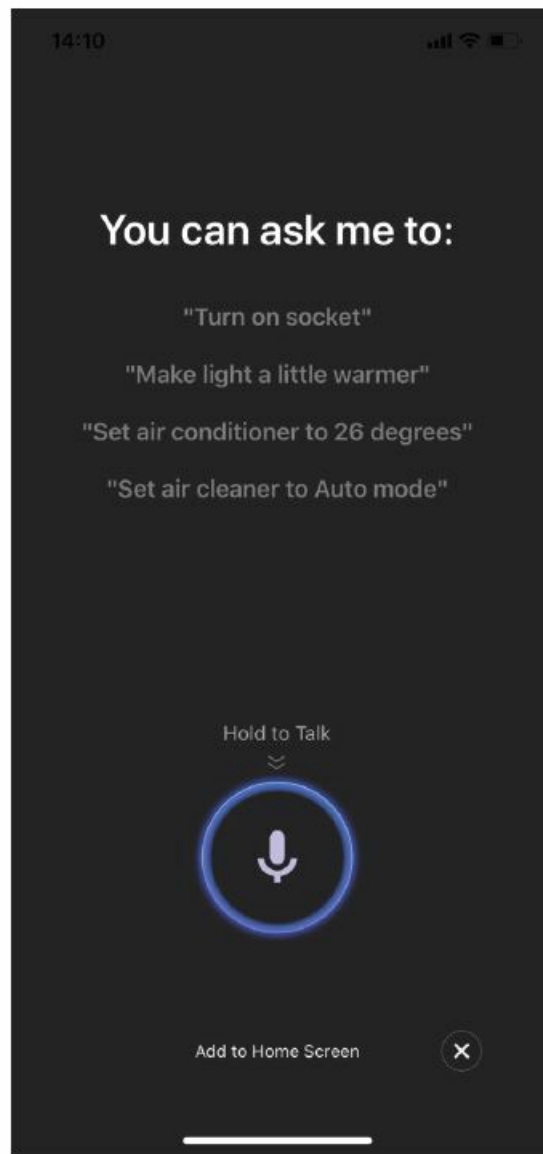 14:10
You can ask me to:
"Turn on socket"
"Make light a little warmer"
"Set air conditioner to 26 degrees"
"Set air cleaner to Auto mode"
Hold to Talk
Add to Home Screen